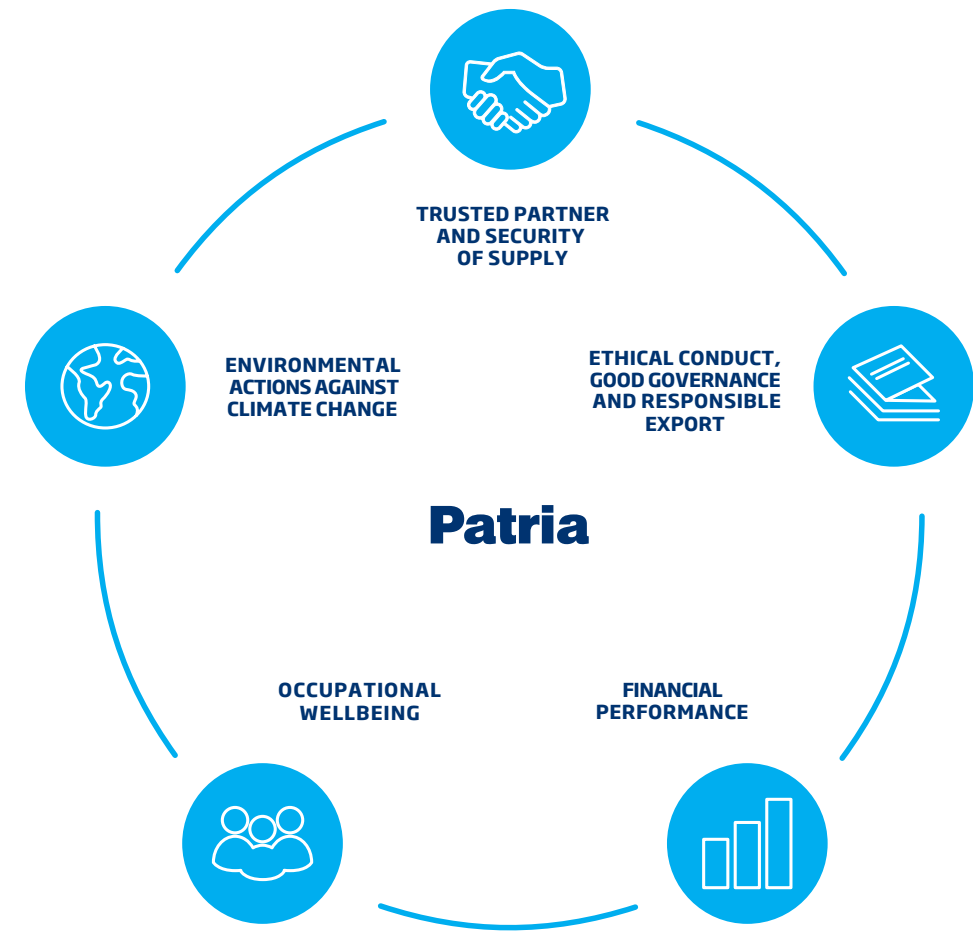 TRUSTED PARTNER
AND SECURITY
OF SUPPLY
ENVIRONMENTAL
ACTIONS AGAINST
CLIMATE CHANGE
ETHICAL CONDUCT,
GOOD GOVERNANCE
AND RESPONSIBLE
EXPORT
Patria
OCCUPATIONAL
WELLBEING
FINANCIAL
PERFORMANCE